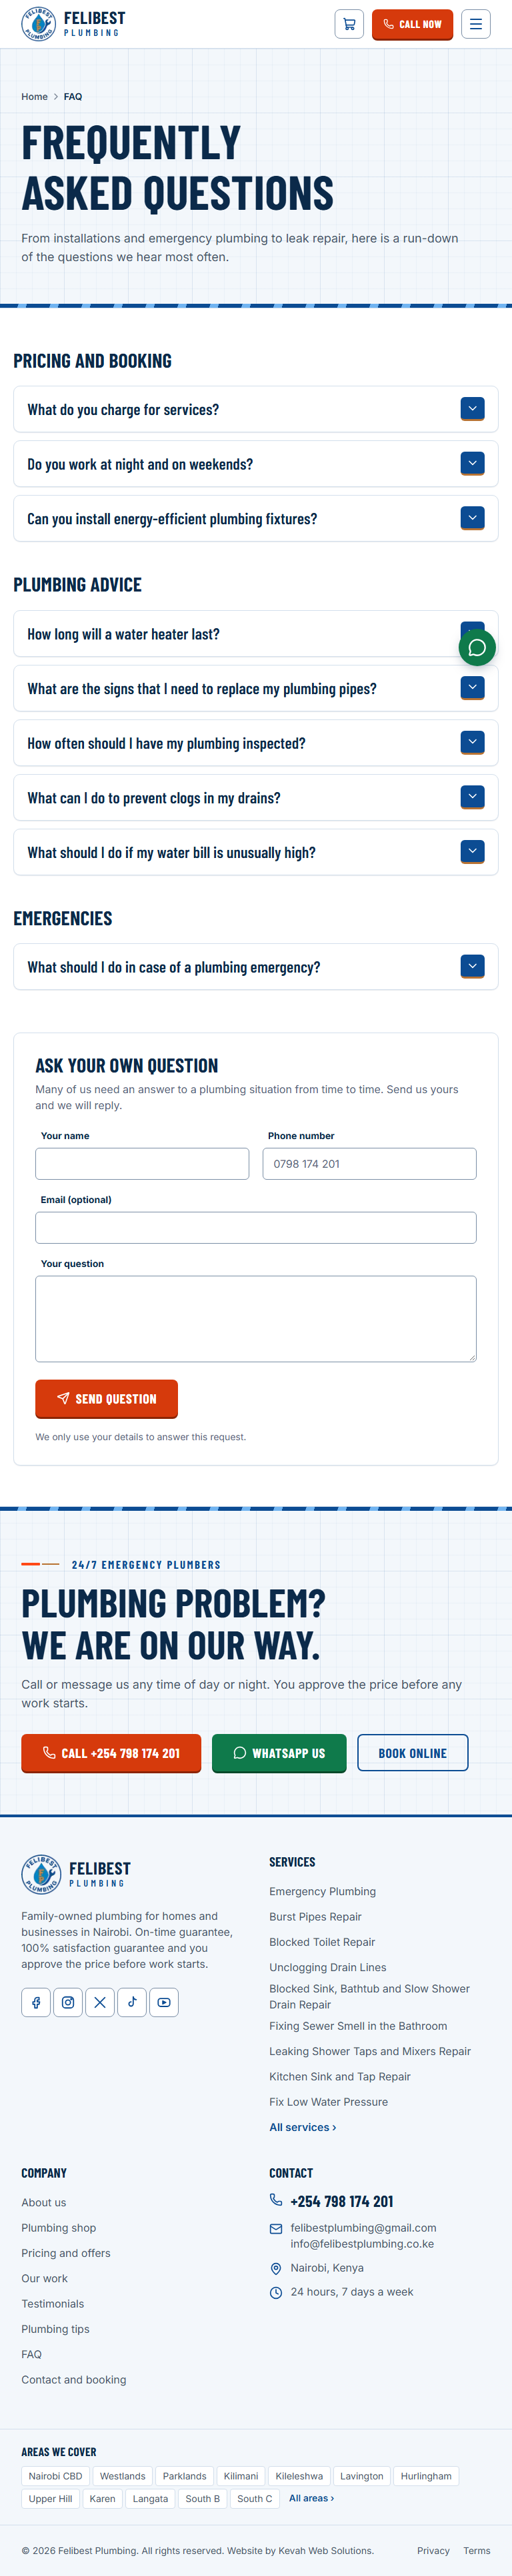 FELIBEST
PLUMBING
CALL NOW
Home > FAQ
FREQUENTLY
ASKED QUESTIONS
From installations and emergency plumbing to leak repair, here is a run-down
of the questions we hear most often.
PRICING AND BOOKING
What do you charge for services?
Do you work at night and on weekends?
Can you install energy-efficient plumbing fixtures?
PLUMBING ADVICE
How long will a water heater last?
What are the signs that I need to replace my plumbing pipes?
How often should I have my plumbing inspected?
What can I do to prevent clogs in my drains?
What should I do if my water bill is unusually high?
EMERGENCIES
What should I do in case of a plumbing emergency?
ASK YOUR OWN QUESTION
Many of us need an answer to a plumbing situation from time to time. Send us yours
and we will reply.
Your name
Phone number
0798 174 201
Email (optional)
Your question
SEND QUESTION
We only use your details to answer this request.
24/7 EMERGENCY PLUMBERS
PLUMBING PROBLEM?
WE ARE ON OUR WAY.
Call or message us any time of day or night. You approve the price before any
work starts.
CALL +254 798 174 201
WHATSAPP US
BOOK ONLINE
FELIBEST
PLUMBING
Family-owned plumbing for homes and
businesses in Nairobi. On-time guarantee,
100% satisfaction guarantee and you
approve the price before work starts.
SERVICES
Emergency Plumbing
Burst Pipes Repair
Blocked Toilet Repair
Unclogging Drain Lines
Blocked Sink, Bathtub and Slow Shower
Drain Repair
Fixing Sewer Smell in the Bathroom
Leaking Shower Taps and Mixers Repair
Kitchen Sink and Tap Repair
Fix Low Water Pressure
All services ›
COMPANY
About us
Plumbing shop
Pricing and offers
Our work
Testimonials
Plumbing tips
FAQ
Contact and booking
CONTACT
+254 798 174 201
felibestplumbing@gmail.com
info@felibestplumbing.co.ke
Nairobi, Kenya
24 hours, 7 days a week
AREAS WE COVER
Nairobi CBD Westlands Parklands Kilimani Kileleshwa Lavington Hurlingham
Upper Hill Karen Langata South B South C All areas ›
© 2026 Felibest Plumbing. All rights reserved. Website by Kevah Web Solutions. Privacy Terms